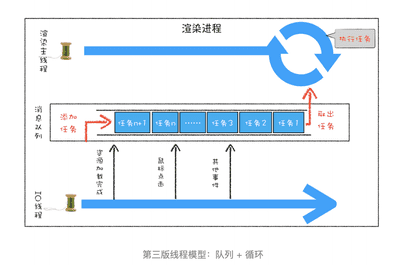 渲染进程
渲染主线程
执行任务
消息队列
添加
任务
任务n+1
任务n
......
任务3
任务2
任务1
取出
任务
资源加载完成
鼠标点击
其他事件
IO线程
第三版线程模型：队列 + 循环